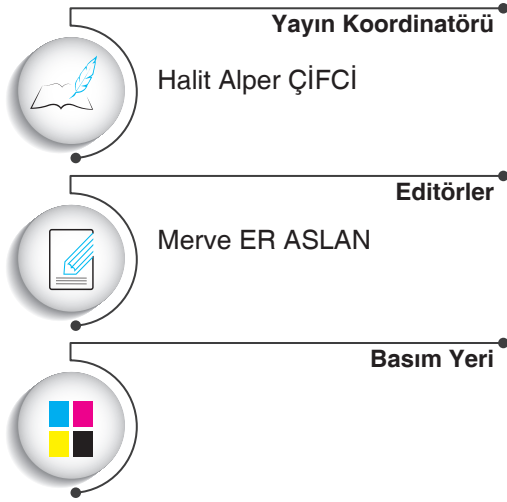 Yayın Koordinatörü
Halit Alper ÇİFCİ
Editörler
Merve ER ASLAN
Basım Yeri